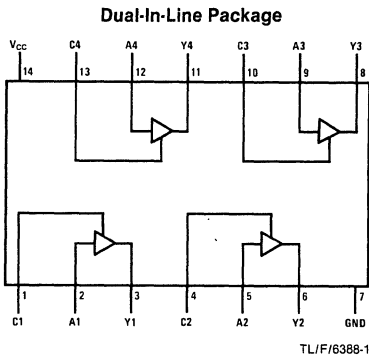 Dual-In-Line Package
VCC C4 A4 Y4 C3 A3 Y3
14 13 12 11 10 9 8
1 2 3 4 5 6 7
C1 A1 Y1 C2 A2 Y2 GND
TL/F/6388-1